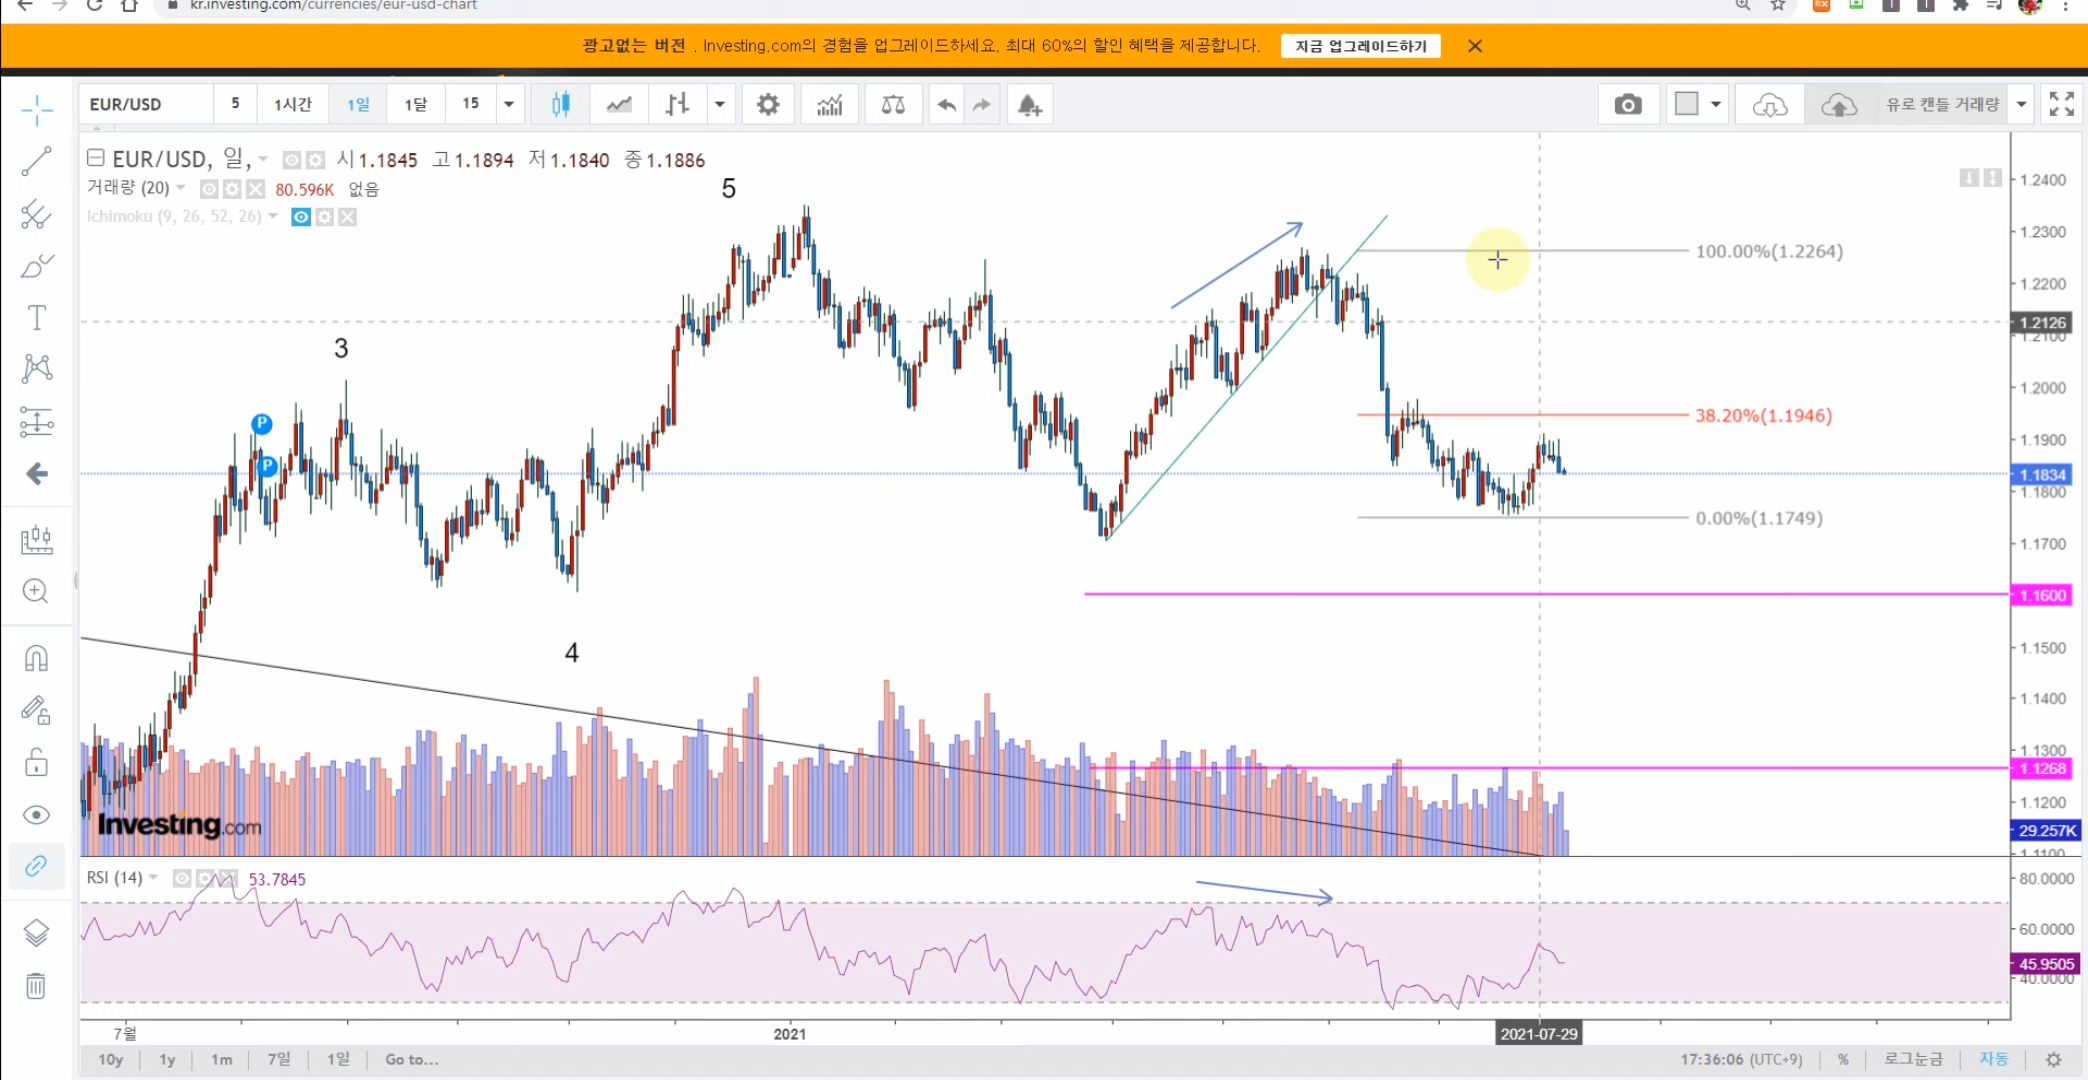 kr.investing.com/currencies/eur-usd-chart
광고없는 버전 . Investing.com의 경험을 업그레이드하세요. 최대 60%의 할인 혜택을 제공합니다.
지금 업그레이드하기
EUR/USD 5 1시간 1일 1달 15
유로 캔들 거래량
EUR/USD, 일, 시1.1845 고1.1894 저1.1840 종1.1886
거래량 (20) 80.596K 없음
Ichimoku (9, 26, 52, 26)
5
3
4
P
P
100.00%(1.2264)
38.20%(1.1946)
0.00%(1.1749)
1.2400
1.2300
1.2200
1.2126
1.2100
1.2000
1.1900
1.1834
1.1800
1.1700
1.1600
1.1500
1.1400
1.1300
1.1268
1.1200
29.257K
1.1100
Investing.com
RSI (14) 53.7845
80.0000
60.0000
45.9505
40.0000
7월 2021 2021-07-29
10y 1y 1m 7일 1일 Go to...
17:36:06 (UTC+9) % 로그눈금 자동